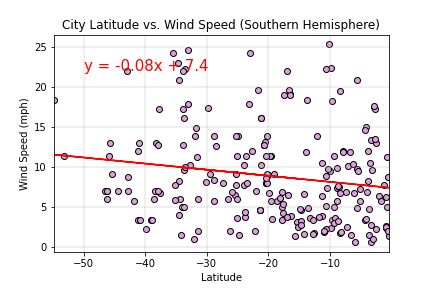 City Latitude vs. Wind Speed (Southern Hemisphere)
y = -0.08x + 7.4
Wind Speed (mph)
25
20
15
10
5
0
−50 −40 −30 −20 −10 0
Latitude